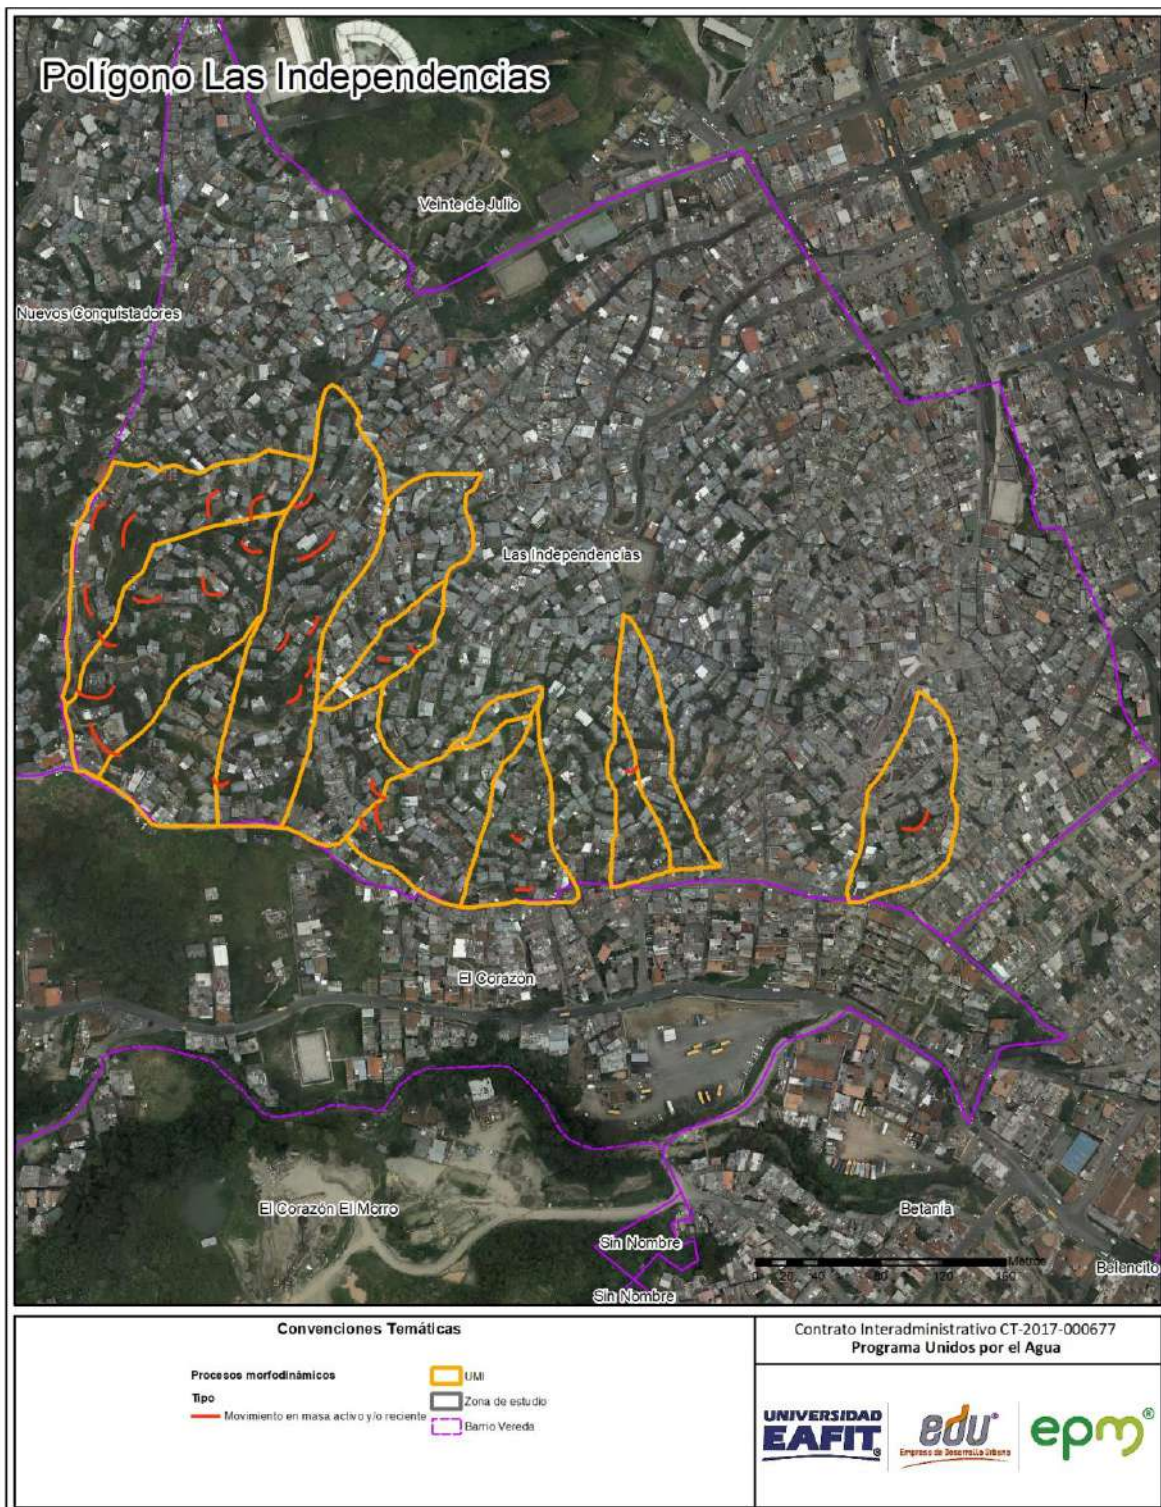 Polígono Las Independencias
Veinte de Julio
Nuevos Conquistadores
Las Independencias
El Corazón
El Corazón El Morro
Betania
Sin Nombre
Metros
0 20 40 80 120 160
Belencito
Sin Nombre
Convenciones Temáticas
Procesos morfodinámicos
Tipo
Movimiento en masa activo y/o reciente
UMI
Zona de estudio
Barrio Vereda
Contrato Interadministrativo CT-2017-000677
Programa Unidos por el Agua
UNIVERSIDAD
EAFIT®
edu®
Empresa de Desarrollo Urbano
epm®